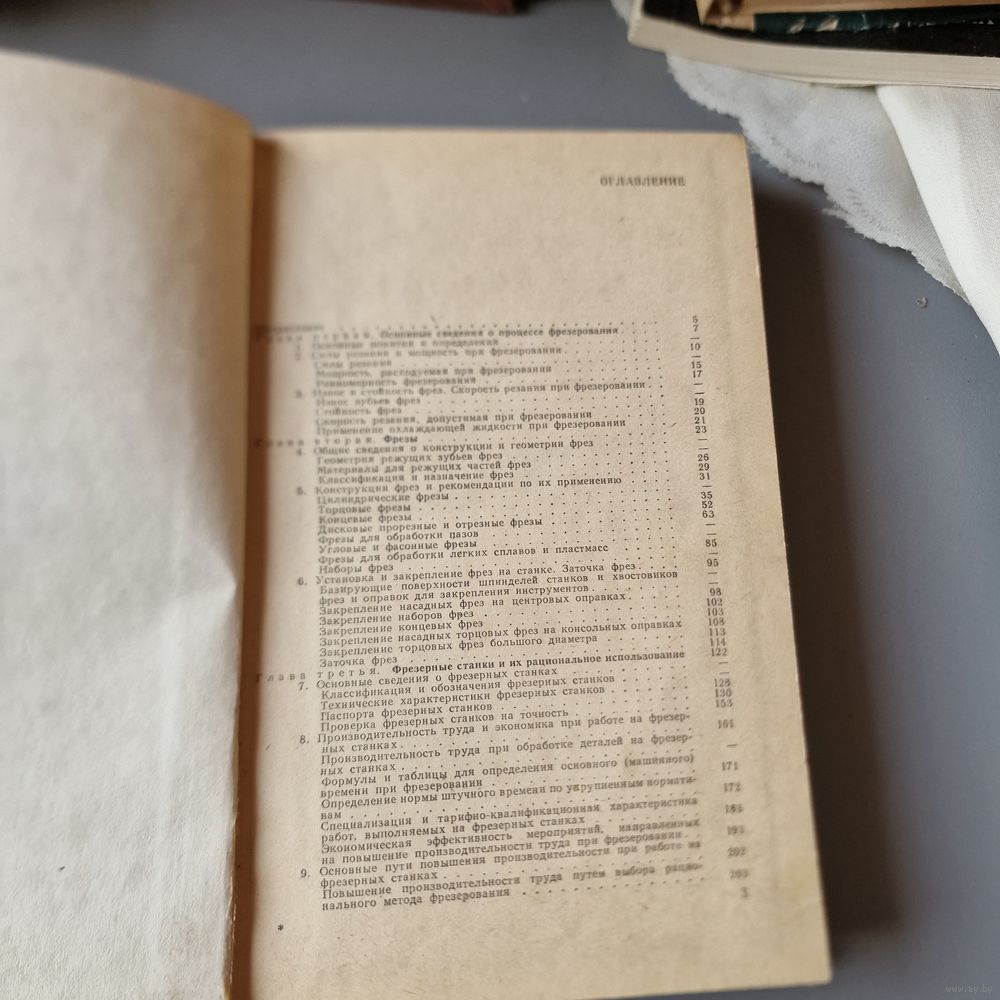 ОГЛАВЛЕНИЕ
Предисловие 5
Глава первая. Основные сведения о процессе фрезерования 7
1. Основные понятия и определения —
2. Силы резания и мощность при фрезеровании 10
Силы резания —
Мощность, расходуемая при фрезеровании 15
Равномерность фрезерования 17
3. Износ и стойкость фрез. Скорость резания при фрезеровании —
Износ зубьев фрез —
Стойкость фрез 19
Скорость резания, допустимая при фрезеровании 20
Применение охлаждающей жидкости при фрезеровании 21
Глава вторая. Фрезы 23
4. Общие сведения о конструкции и геометрии фрез —
Геометрия режущих зубьев фрез —
Материалы для режущих частей фрез 26
Классификация и назначение фрез 29
5. Конструкции фрез и рекомендации по их применению 31
Цилиндрические фрезы —
Торцовые фрезы 35
Концевые фрезы 52
Дисковые прорезные и отрезные фрезы 63
Фрезы для обработки пазов —
Угловые и фасонные фрезы —
Фрезы для обработки легких сплавов и пластмасс 85
Наборы фрез —
6. Установка и закрепление фрез на станке. Заточка фрез 95
Базирующие поверхности шпинделей станков и хвостовиков
фрез и оправок для закрепления инструментов —
Закрепление насадных фрез на центровых оправках 98
Закрепление наборов фрез 102
Закрепление концевых фрез 103
Закрепление насадных торцовых фрез на консольных оправках 108
Закрепление торцовых фрез большого диаметра 113
Заточка фрез 114
Глава третья. Фрезерные станки и их рациональное использование 122
7. Основные сведения о фрезерных станках —
Классификация и обозначения фрезерных станков —
Технические характеристики фрезерных станков 128
Паспорта фрезерных станков 130
Проверка фрезерных станков на точность 153
8. Производительность труда и экономика при работе на фрезер-
ных станках 161
Производительность труда при обработке деталей на фрезер-
ных станках —
Формулы и таблицы для определения основного (машинного)
времени при фрезеровании 171
Определение нормы штучного времени по укрупненным нормати-
вам 172
Специализация и тарифно-квалификационная характеристика
работ, выполняемых на фрезерных станках 183
Экономическая эффективность мероприятий, направленных
на повышение производительности труда при фрезеровании 193
9. Основные пути повышения производительности при работе на
фрезерных станках 202
Повышение производительности труда путем выбора рацио-
нального метода фрезерования
*
3
www.ay.by